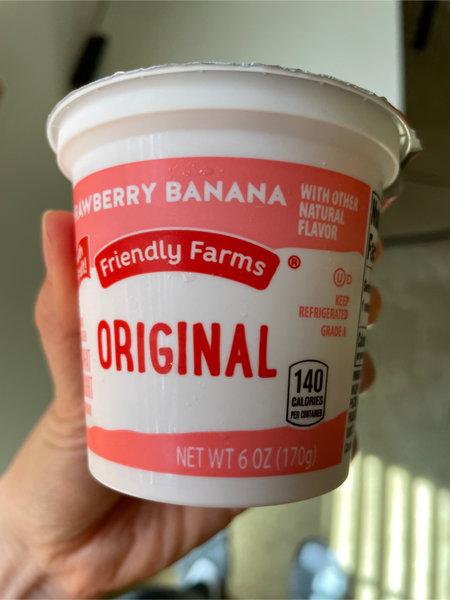 RAWBERRY BANANA
WITH OTHER
NATURAL
FLAVOR
Friendly Farms®
ORIGINAL
U D
KEEP
REFRIGERATED
GRADE A
140
CALORIES
PER CONTAINER
NET WT 6 OZ (170g)